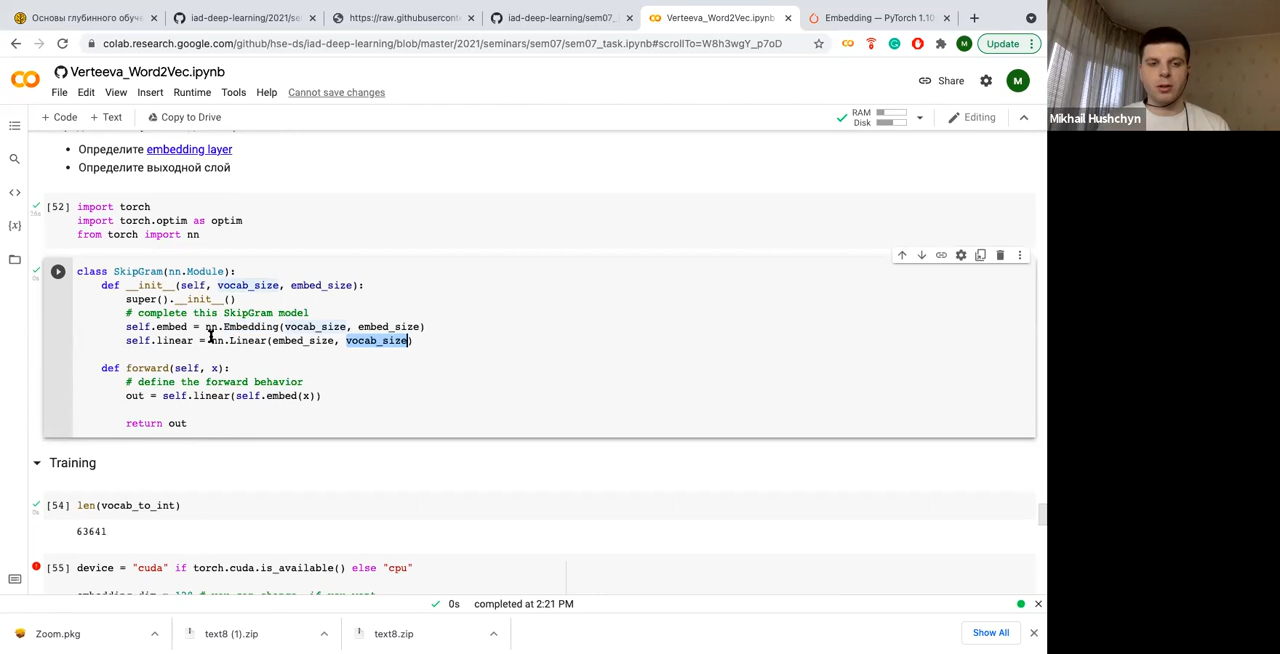 Основы глубинного обуче
iad-deep-learning/2021/se
https://raw.githubuserconte
iad-deep-learning/sem07_
Verteeva_Word2Vec.ipynb
Embedding — PyTorch 1.10
colab.research.google.com/github/hse-ds/iad-deep-learning/blob/master/2021/seminars/sem07/sem07_task.ipynb#scrollTo=W8h3wgY_p7oD
M
Update
Verteeva_Word2Vec.ipynb
Share
M
File Edit View Insert Runtime Tools Help Cannot save changes
+ Code + Text Copy to Drive
RAM
Disk
Editing
Mikhail Hushchyn
• Определите embedding layer
• Определите выходной слой
[52] import torch
import torch.optim as optim
from torch import nn
class SkipGram(nn.Module):
def __init__(self, vocab_size, embed_size):
super().__init__()
# complete this SkipGram model
self.embed = nn.Embedding(vocab_size, embed_size)
self.linear = nn.Linear(embed_size, vocab_size)
def forward(self, x):
# define the forward behavior
out = self.linear(self.embed(x))
return out
Training
[54] len(vocab_to_int)
63641
[55] device = "cuda" if torch.cuda.is_available() else "cpu"
0s completed at 2:21 PM
Zoom.pkg
text8 (1).zip
text8.zip
Show All